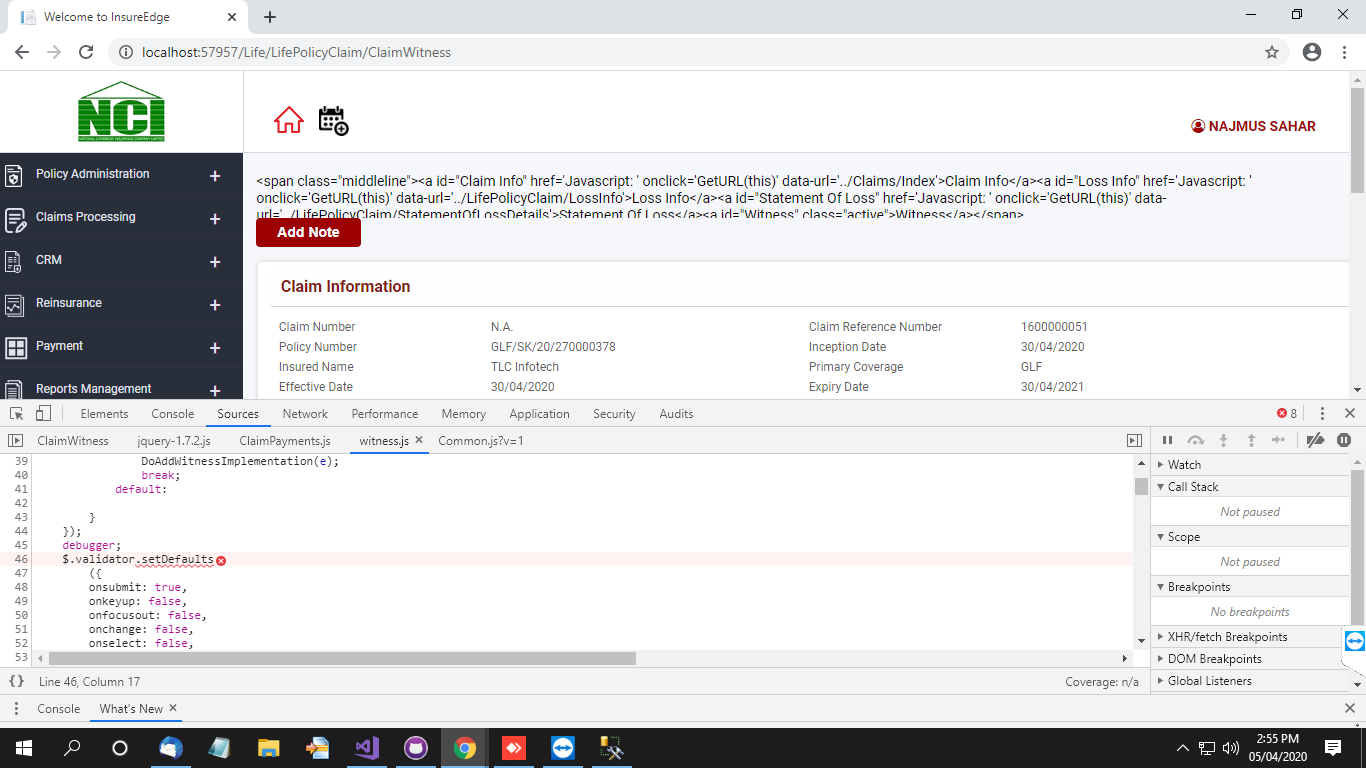 Welcome to InsureEdge
localhost:57957/Life/LifePolicyClaim/ClaimWitness
NCI
NATIONAL CARIBBEAN INSURANCE COMPANY LIMITED
NAJMUS SAHAR
Policy Administration +
Claims Processing +
CRM +
Reinsurance +
Payment +
Reports Management +
<span class="middleline"><a id="Claim Info" href='Javascript: ' onclick='GetURL(this)' data-url='../Claims/Index'>Claim Info</a><a id="Loss Info" href='Javascript: '
onclick='GetURL(this)' data-url='../LifePolicyClaim/LossInfo'>Loss Info</a><a id="Statement Of Loss" href='Javascript: ' onclick='GetURL(this)' data-
url='../LifePolicyClaim/StatementOfLossDetails'>Statement Of Loss</a><a id="Witness" class="active">Witness</a></span>
Add Note
Claim Information
Claim Number N.A. Claim Reference Number 1600000051
Policy Number GLF/SK/20/270000378 Inception Date 30/04/2020
Insured Name TLC Infotech Primary Coverage GLF
Effective Date 30/04/2020 Expiry Date 30/04/2021
Elements Console Sources Network Performance Memory Application Security Audits 8
ClaimWitness jquery-1.7.2.js ClaimPayments.js witness.js Common.js?v=1
39 DoAddWitnessImplementation(e);
40 break;
41 default:
42
43 }
44 });
45 debugger;
46 $.validator.setDefaults
47 ({
48 onsubmit: true,
49 onkeyup: false,
50 onfocusout: false,
51 onchange: false,
52 onselect: false,
53
{} Line 46, Column 17 Coverage: n/a
Watch
Call Stack
Not paused
Scope
Not paused
Breakpoints
No breakpoints
XHR/fetch Breakpoints
DOM Breakpoints
Global Listeners
Console What's New
2:55 PM
05/04/2020